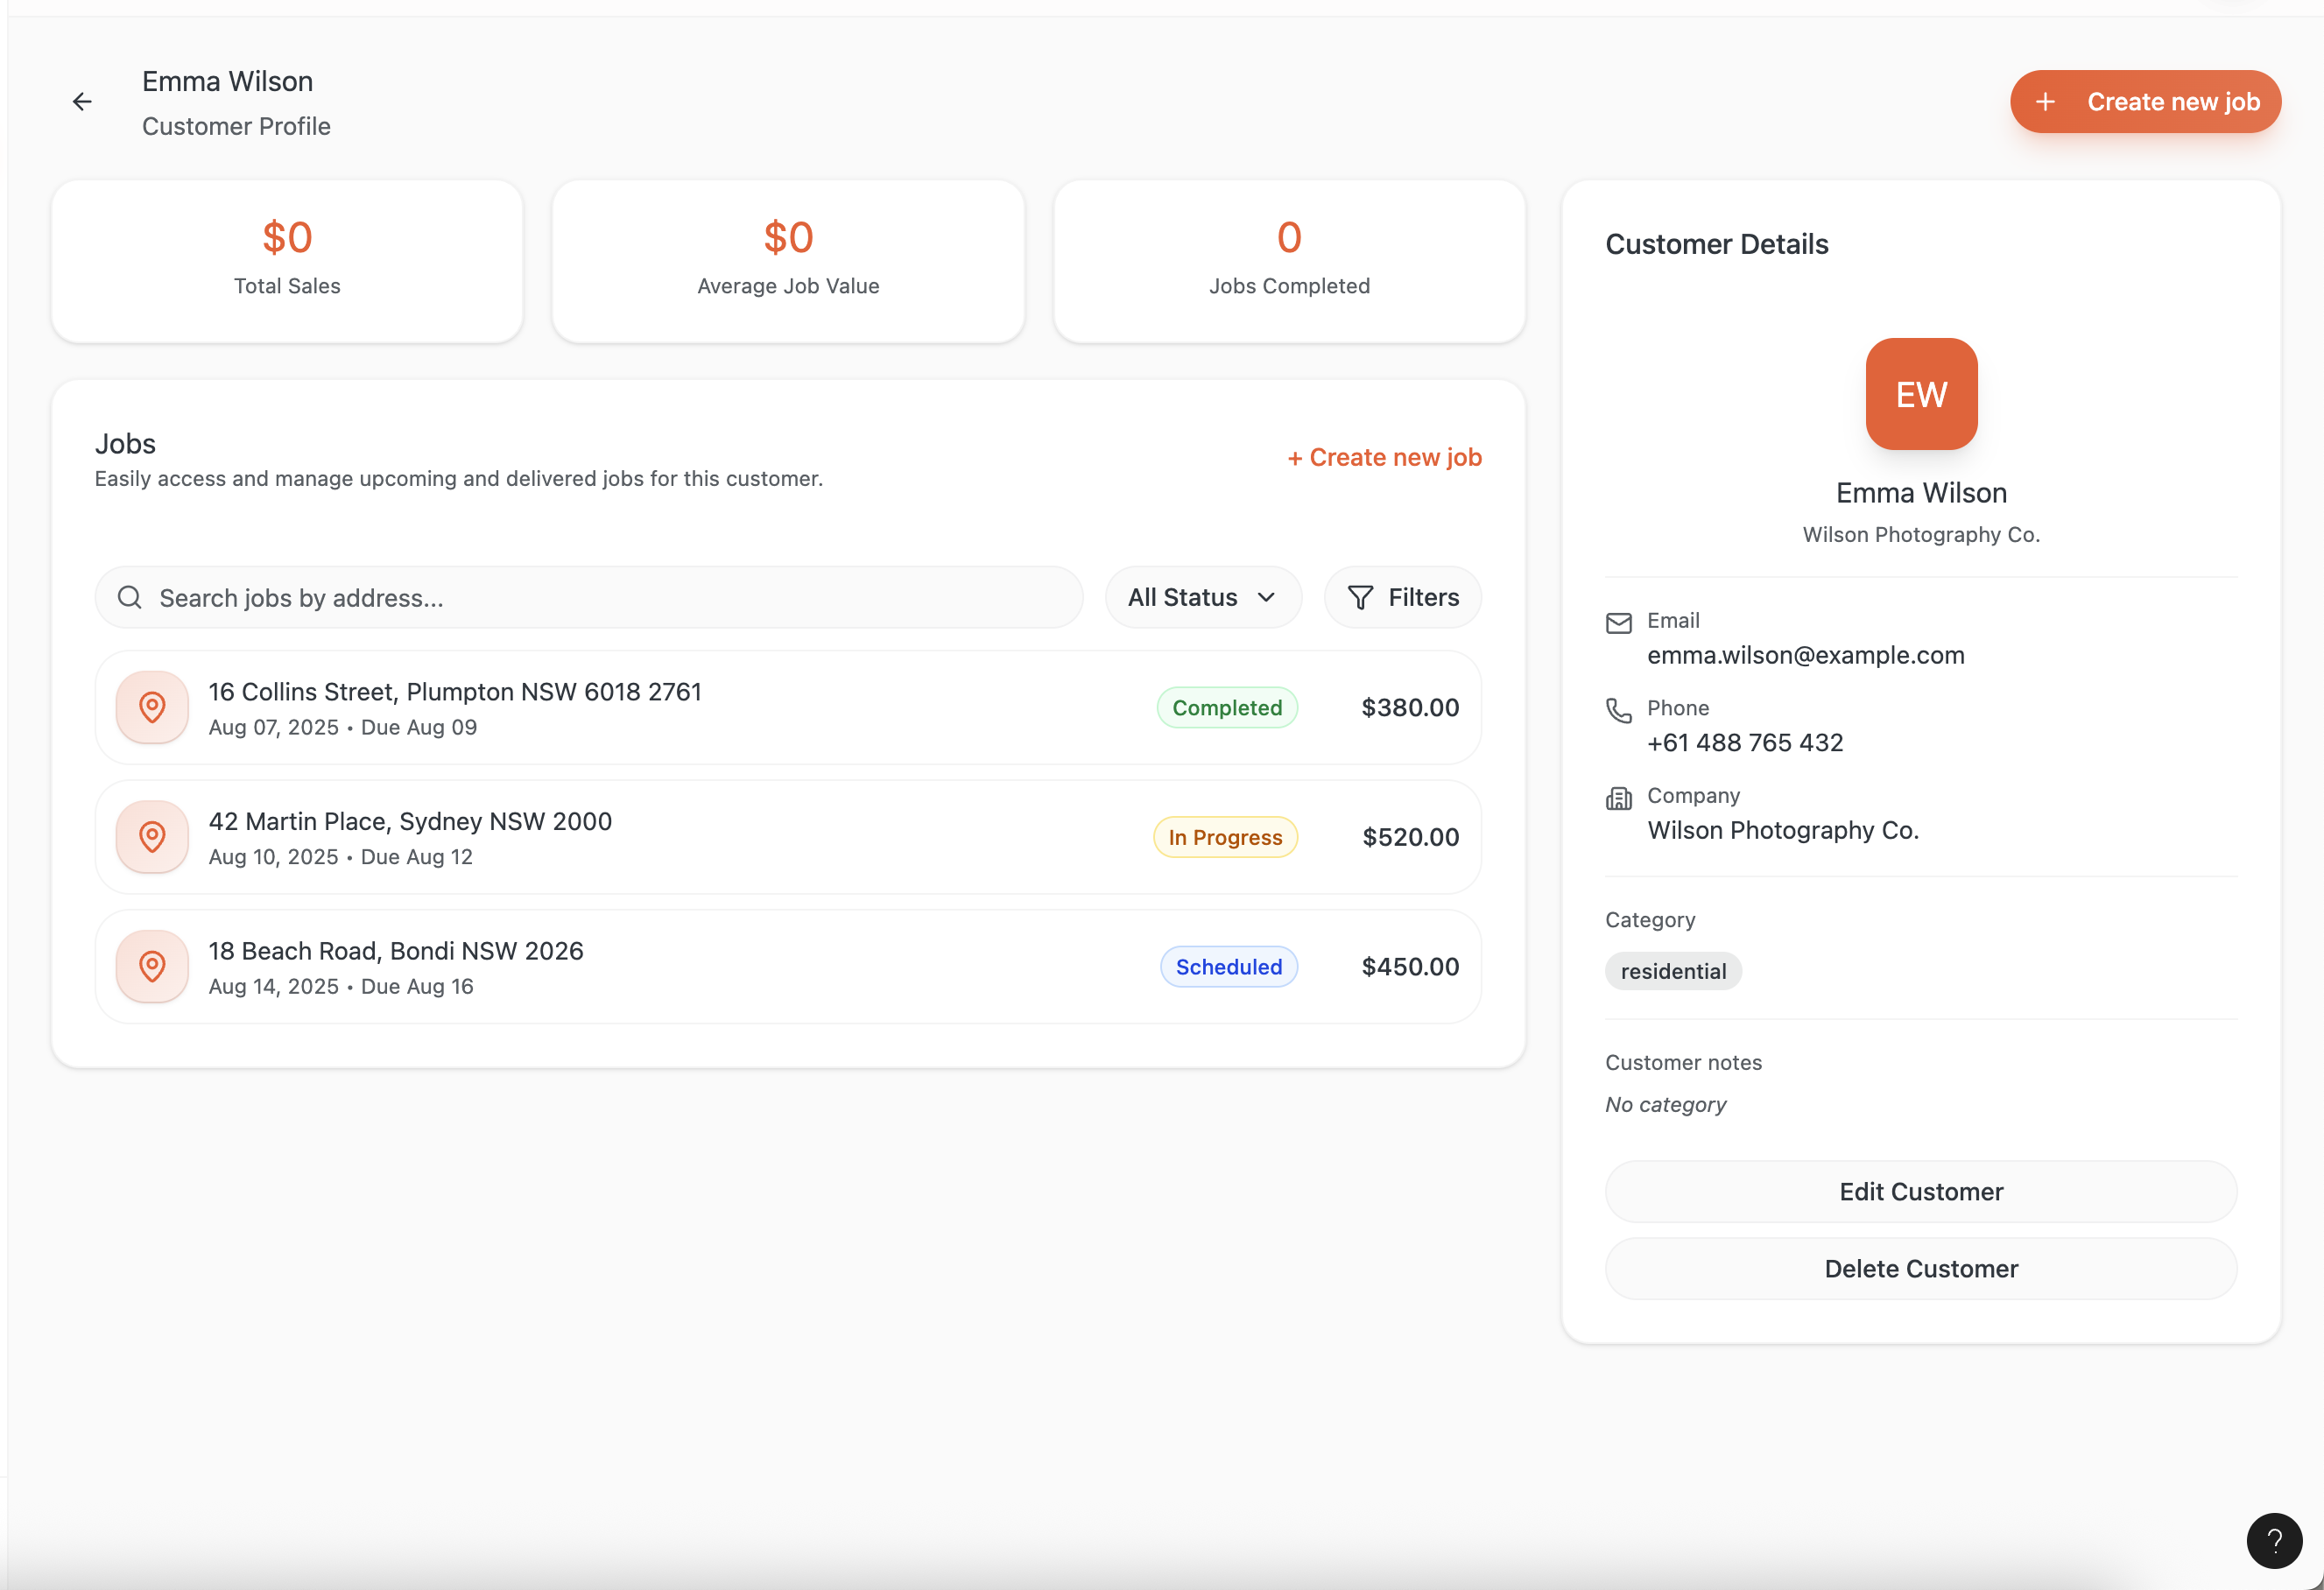 Emma Wilson
Customer Profile
+ Create new job
$0
Total Sales
$0
Average Job Value
0
Jobs Completed
Jobs
Easily access and manage upcoming and delivered jobs for this customer.
+ Create new job
Search jobs by address...
All Status
Filters
16 Collins Street, Plumpton NSW 6018 2761
Aug 07, 2025 • Due Aug 09
Completed
$380.00
42 Martin Place, Sydney NSW 2000
Aug 10, 2025 • Due Aug 12
In Progress
$520.00
18 Beach Road, Bondi NSW 2026
Aug 14, 2025 • Due Aug 16
Scheduled
$450.00
Customer Details
EW
Emma Wilson
Wilson Photography Co.
Email
emma.wilson@example.com
Phone
+61 488 765 432
Company
Wilson Photography Co.
Category
residential
Customer notes
No category
Edit Customer
Delete Customer
?